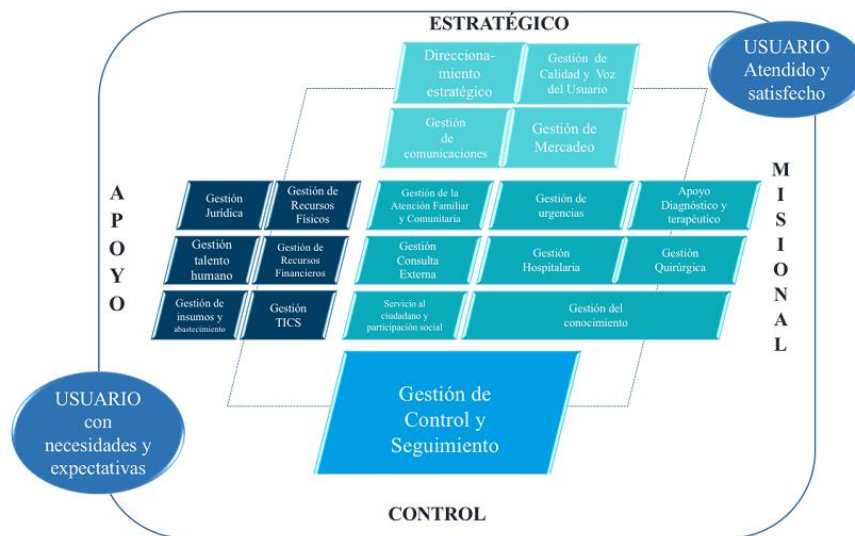 ESTRATÉGICO
USUARIO
Atendido y
satisfecho
Direcciona-
miento
estratégico
Gestión de
Calidad y Voz
del Usuario
Gestión
de
comunicaciones
Gestión de
Mercadeo
APOYO
MISIONAL
Gestión
Jurídica
Gestión de
Recursos
Físicos
Gestión de la
Atención Familiar
y Comunitaria
Gestión de
urgencias
Apoyo
Diagnóstico y
terapéutico
Gestión
talento
humano
Gestión de
Recursos
Financieros
Gestión
Consulta
Externa
Gestión
Hospitalaria
Gestión
Quirúrgica
Gestión de
insumos y
abastecimiento
Gestión
TICS
Servicio al
ciudadano y
participación social
Gestión del
conocimiento
USUARIO
con
necesidades y
expectativas
Gestión de
Control y
Seguimiento
CONTROL